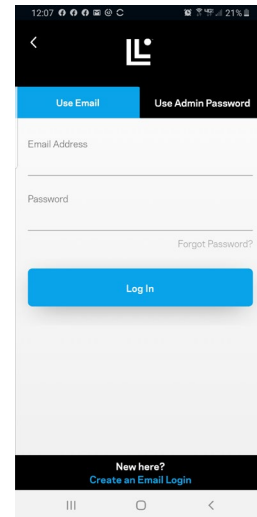 12:07 21%
Use Email Use Admin Password
Email Address
Password
Forgot Password?
Log In
New here?
Create an Email Login